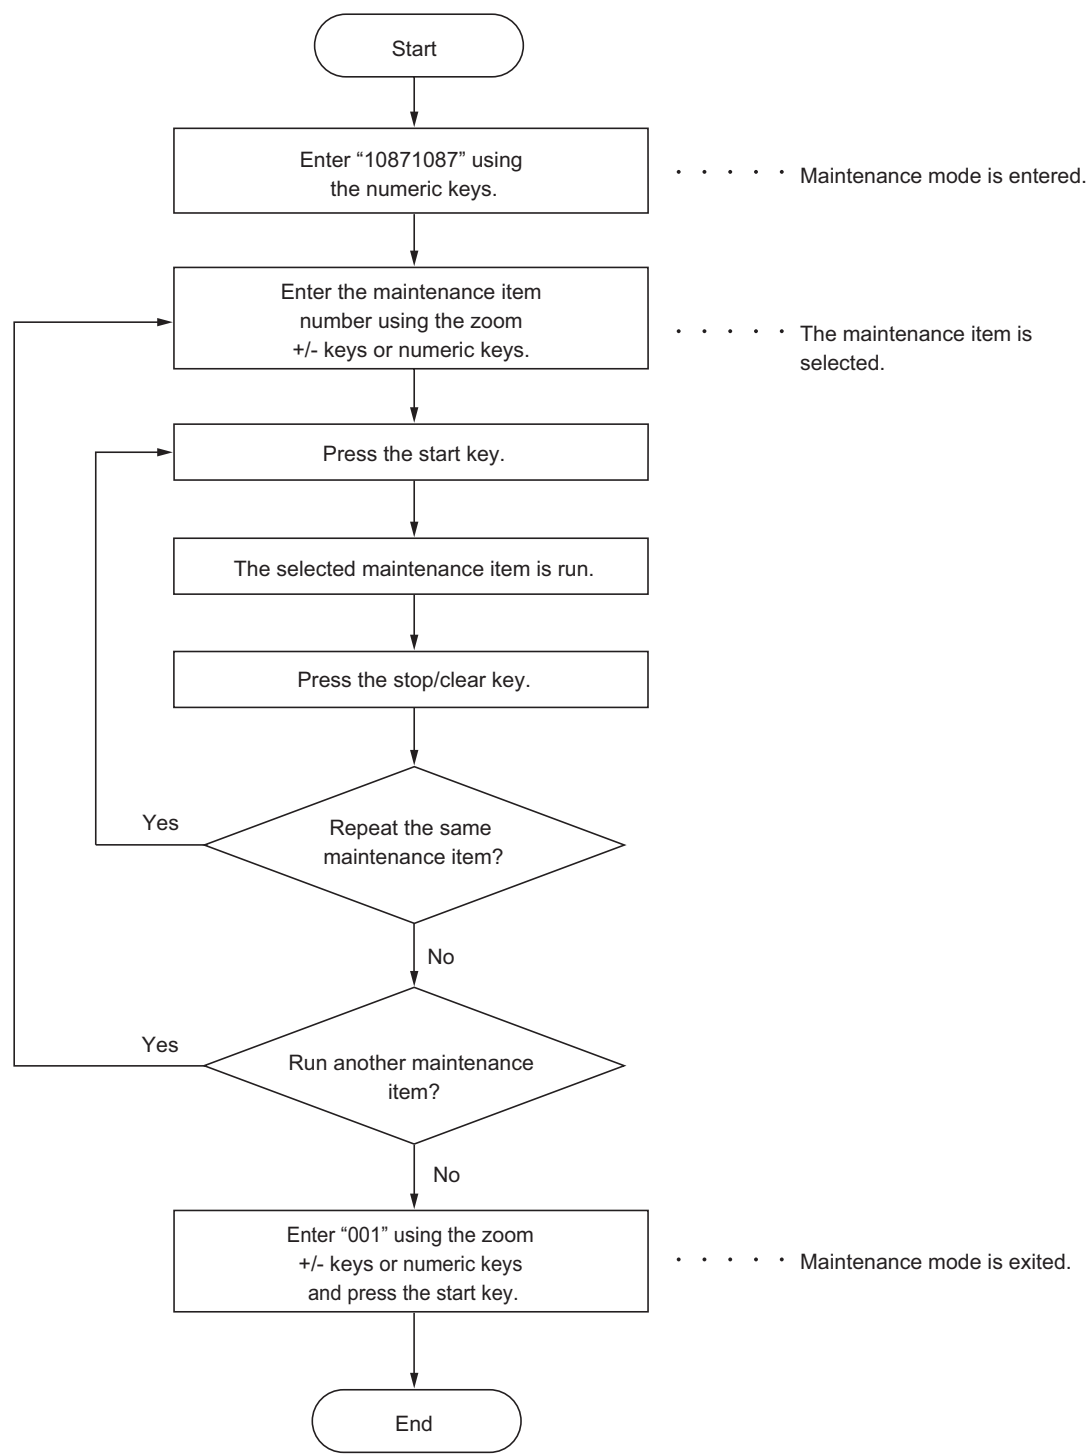 Start
Enter “10871087” using
the numeric keys.
Maintenance mode is entered.
Enter the maintenance item
number using the zoom
+/- keys or numeric keys.
The maintenance item is
selected.
Press the start key.
The selected maintenance item is run.
Press the stop/clear key.
Yes
Repeat the same
maintenance item?
No
Yes
Run another maintenance
item?
No
Enter “001” using the zoom
+/- keys or numeric keys
and press the start key.
Maintenance mode is exited.
End